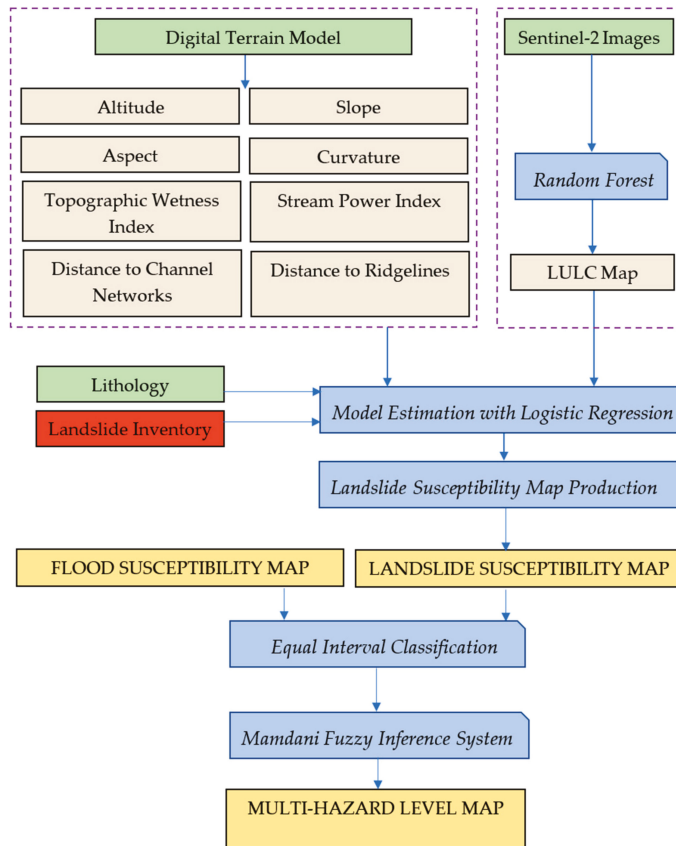 Digital Terrain Model
Sentinel-2 Images
Altitude
Slope
Aspect
Curvature
Random Forest
Topographic Wetness
Index
Stream Power Index
Distance to Channel
Networks
Distance to Ridgelines
LULC Map
Lithology
Landslide Inventory
Model Estimation with Logistic Regression
Landslide Susceptibility Map Production
FLOOD SUSCEPTIBILITY MAP
LANDSLIDE SUSCEPTIBILITY MAP
Equal Interval Classification
Mamdani Fuzzy Inference System
MULTI-HAZARD LEVEL MAP